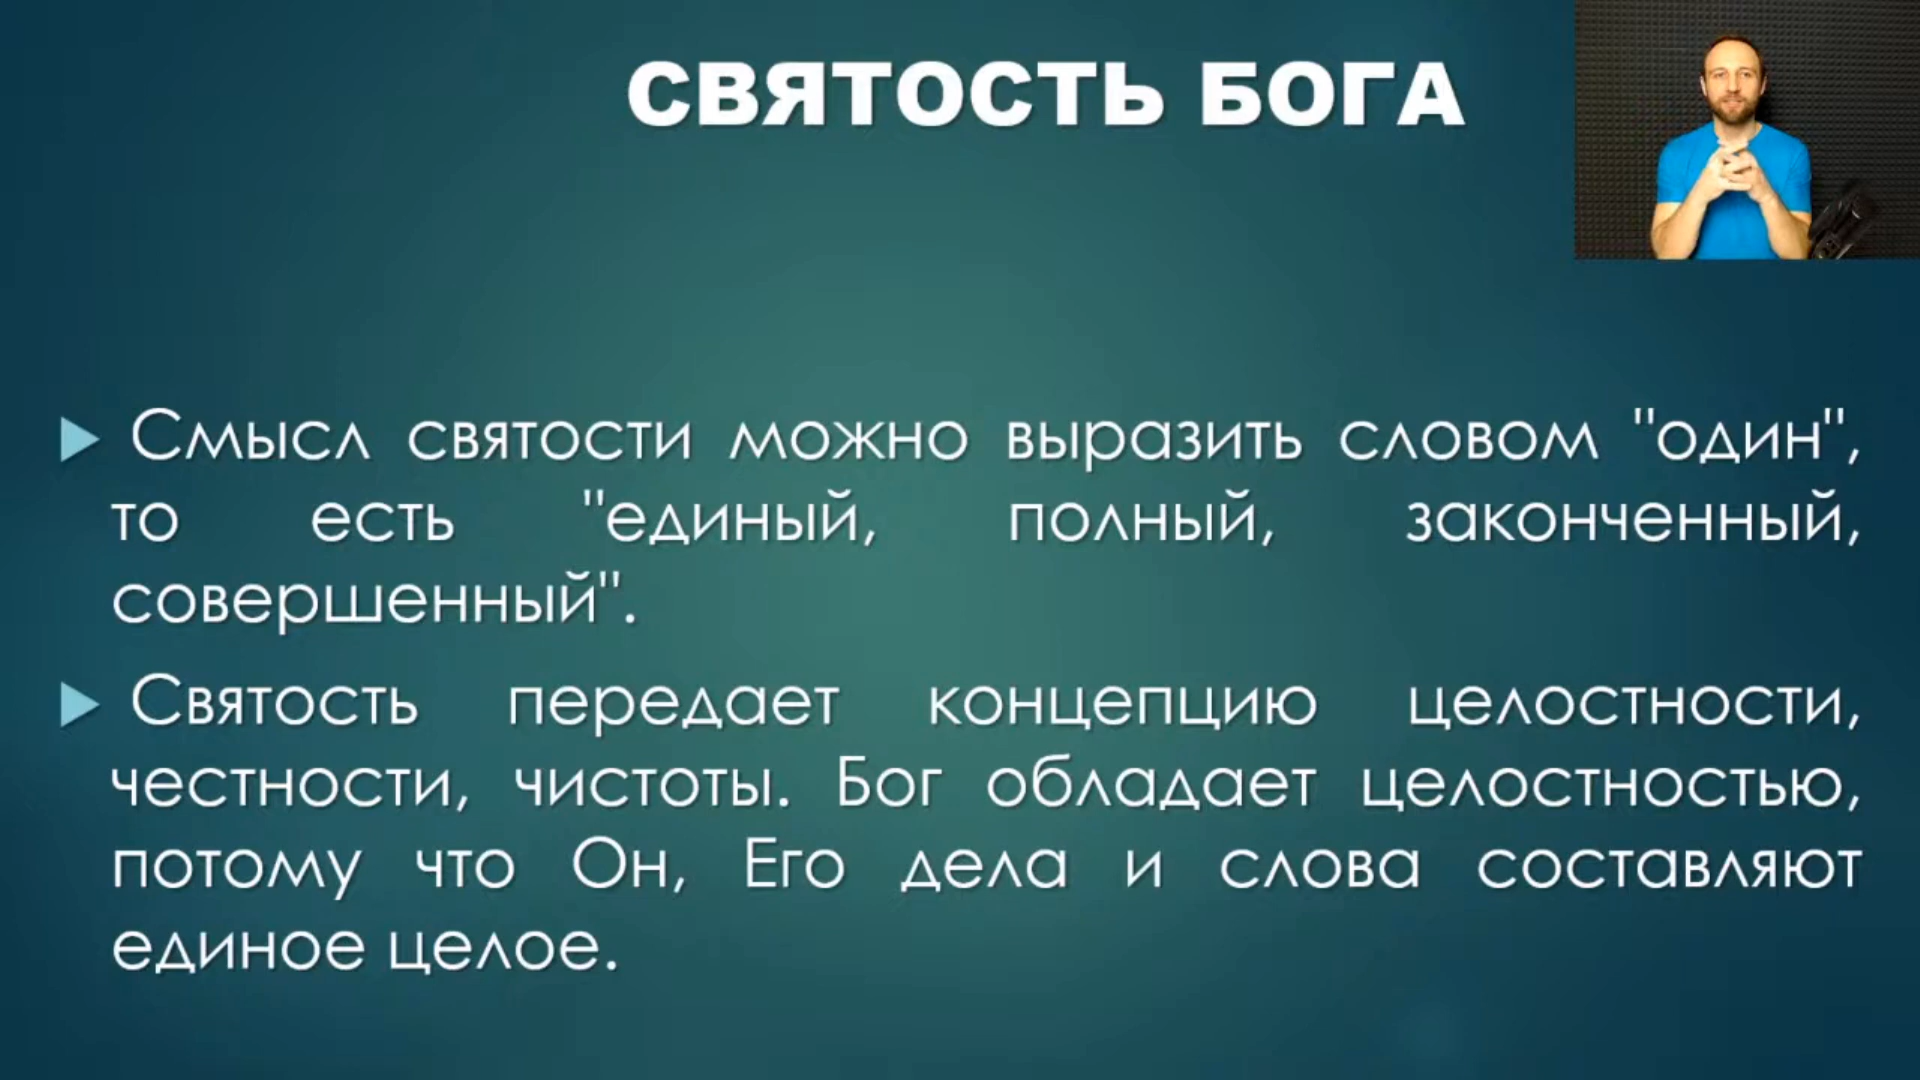 СВЯТОСТЬ БОГА
Смысл святости можно выразить словом "один",
то есть "единый, полный, законченный,
совершенный".
Святость передает концепцию целостности,
честности, чистоты. Бог обладает целостностью,
потому что Он, Его дела и слова составляют
единое целое.